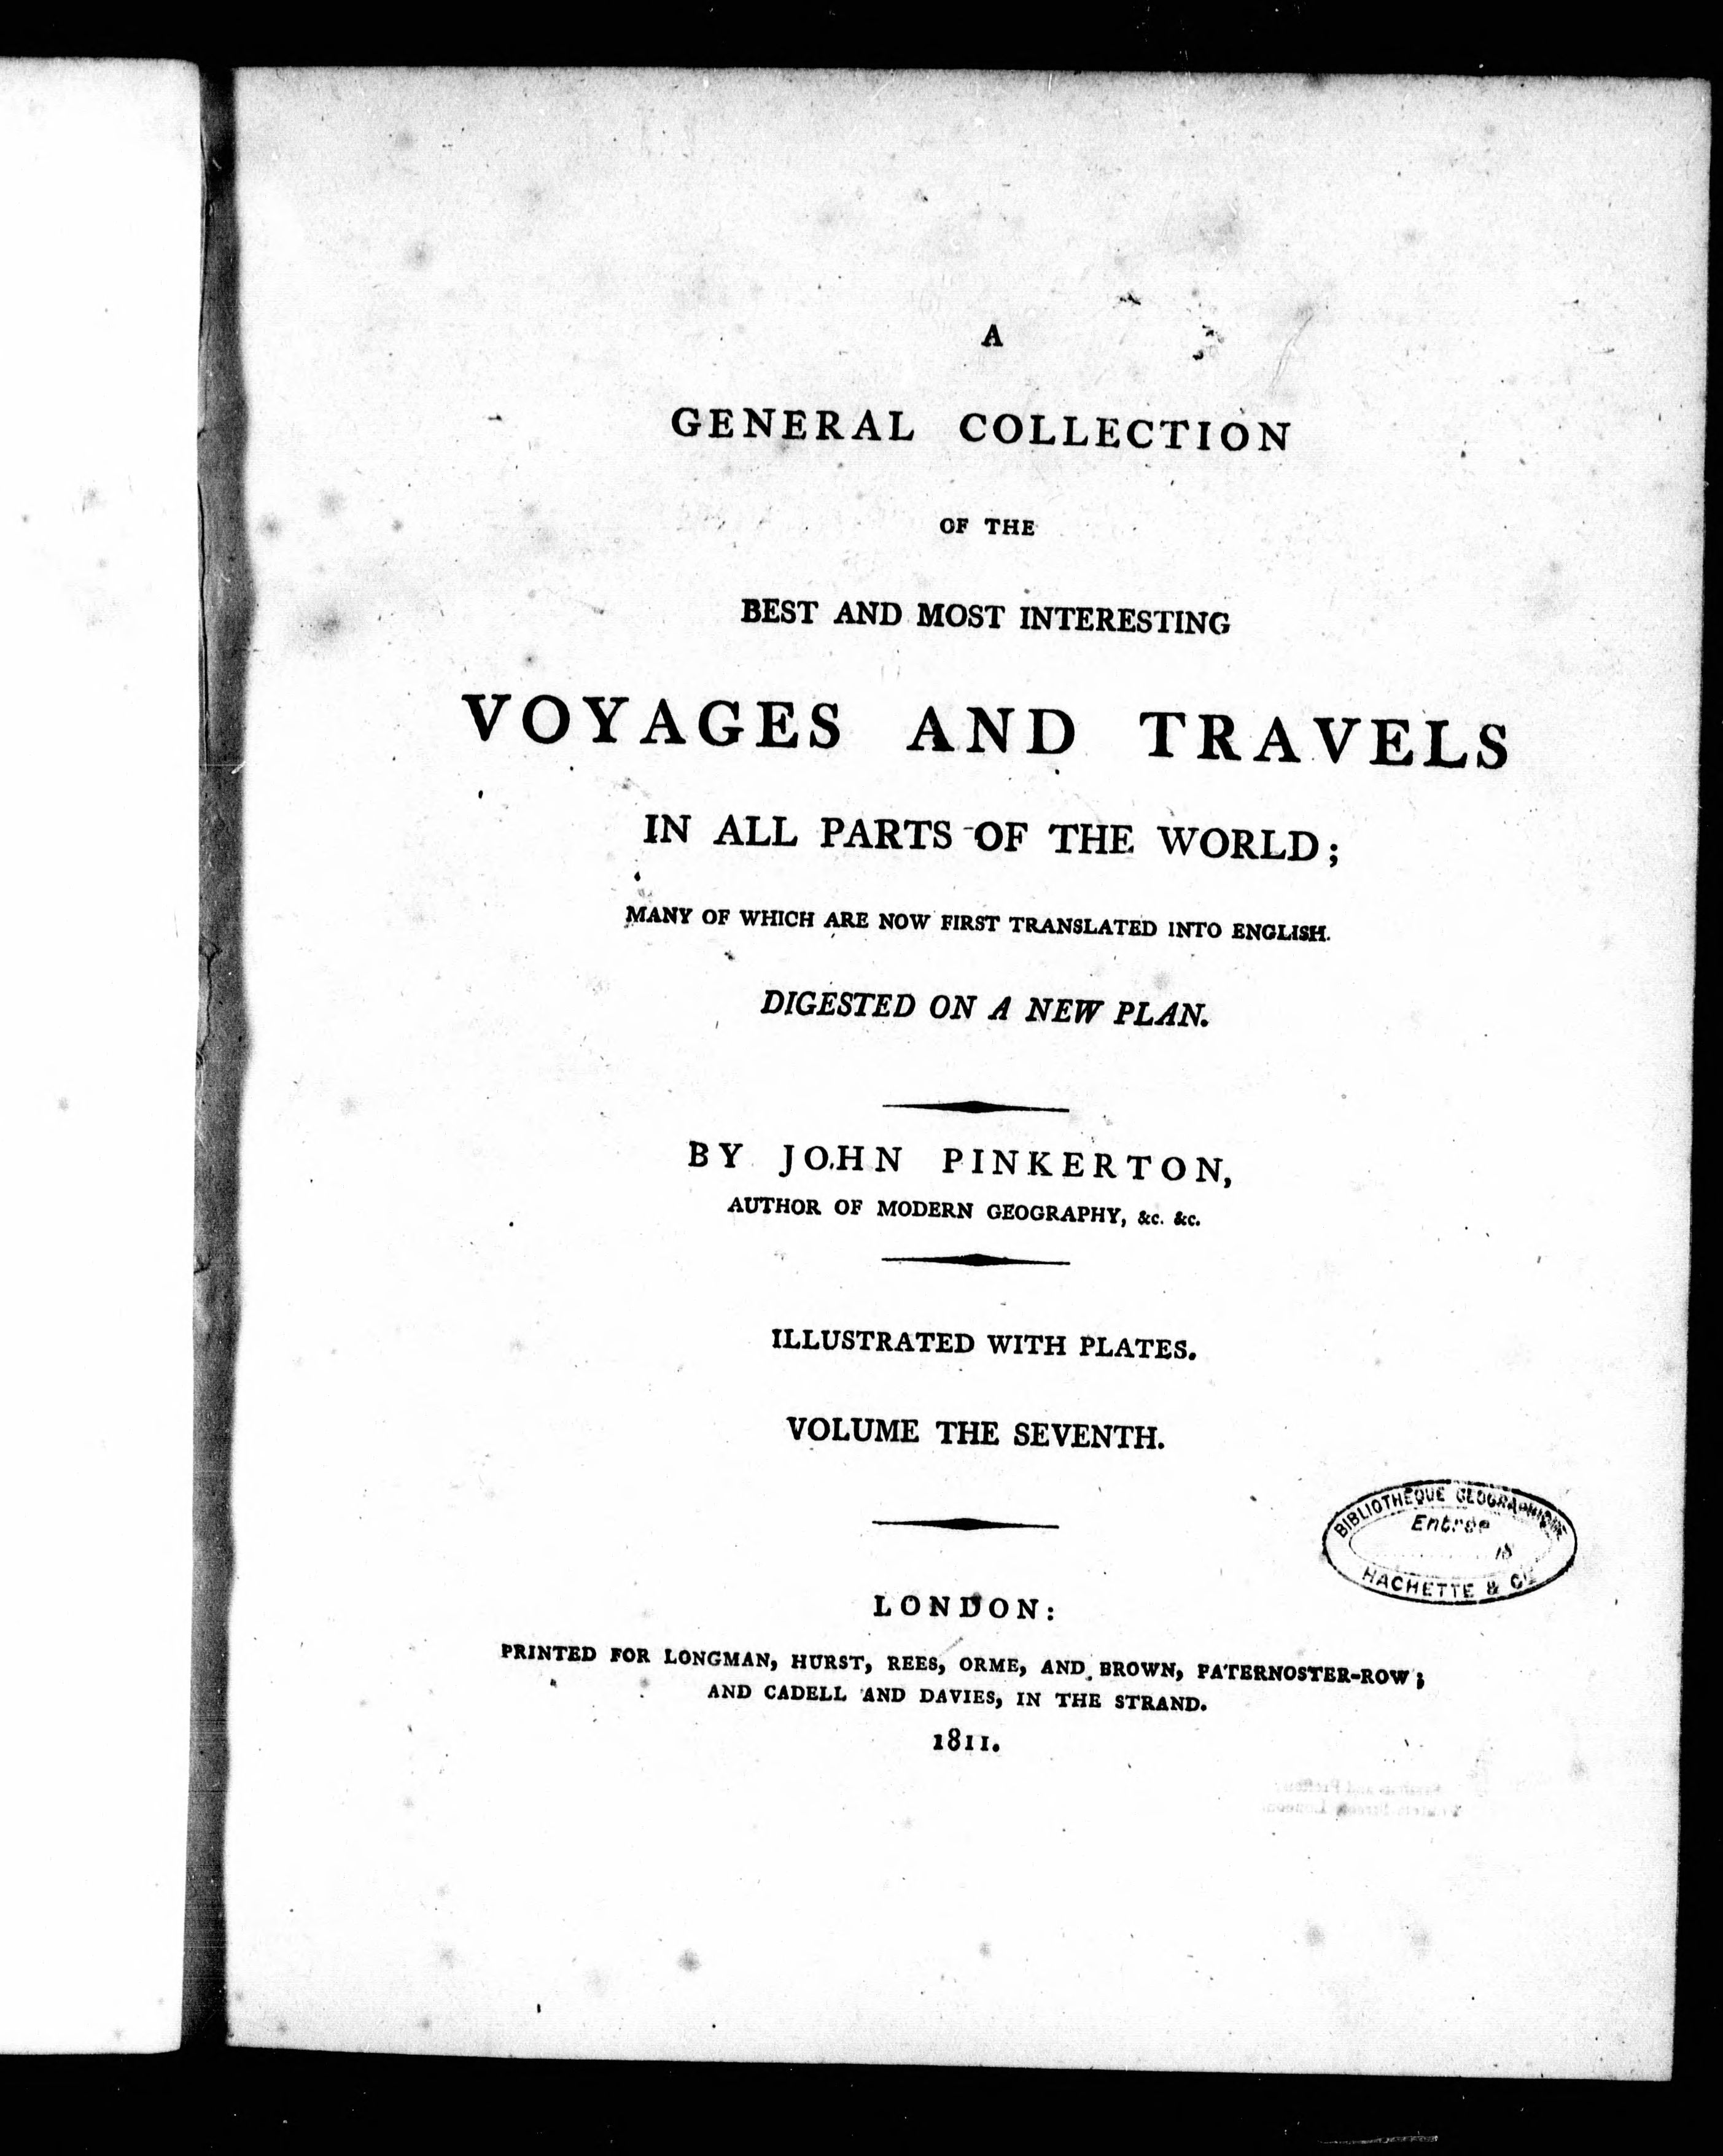 A
GENERAL COLLECTION
OF THE
BEST AND MOST INTERESTING
VOYAGES AND TRAVELS
IN ALL PARTS OF THE WORLD;
MANY OF WHICH ARE NOW FIRST TRANSLATED INTO ENGLISH.
DIGESTED ON A NEW PLAN.
BY JOHN PINKERTON,
AUTHOR OF MODERN GEOGRAPHY, &c. &c.
ILLUSTRATED WITH PLATES.
VOLUME THE SEVENTH.
BIBLIOTHÈQUE GÉOGRAPHIQUE
Entrée
18
HACHETTE & Cie
LONDON:
PRINTED FOR LONGMAN, HURST, REES, ORME, AND BROWN, PATERNOSTER-ROW;
AND CADELL AND DAVIES, IN THE STRAND.
1811.